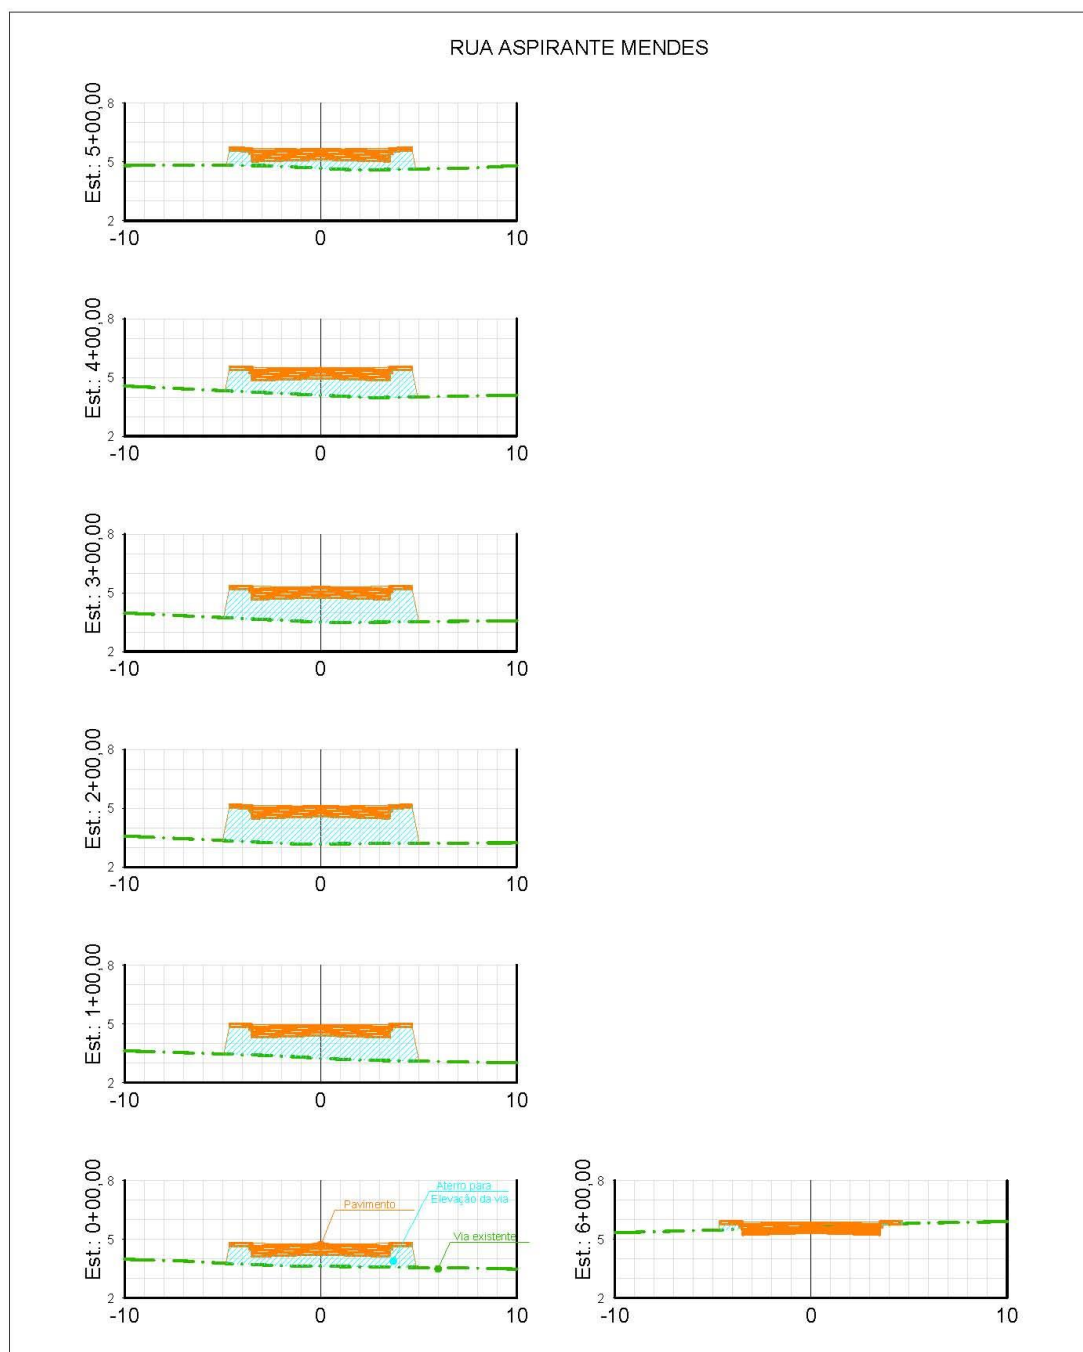 RUA ASPIRANTE MENDES
Est.: 5+00,00
8
5
2
-10 0 10
Est.: 4+00,00
8
5
2
-10 0 10
Est.: 3+00,00
8
5
2
-10 0 10
Est.: 2+00,00
8
5
2
-10 0 10
Est.: 1+00,00
8
5
2
-10 0 10
Est.: 0+00,00
8
5
2
Aterro para
Elevação da via
Pavimento
Via existente
-10 0 10
Est.: 6+00,00
8
5
2
-10 0 10